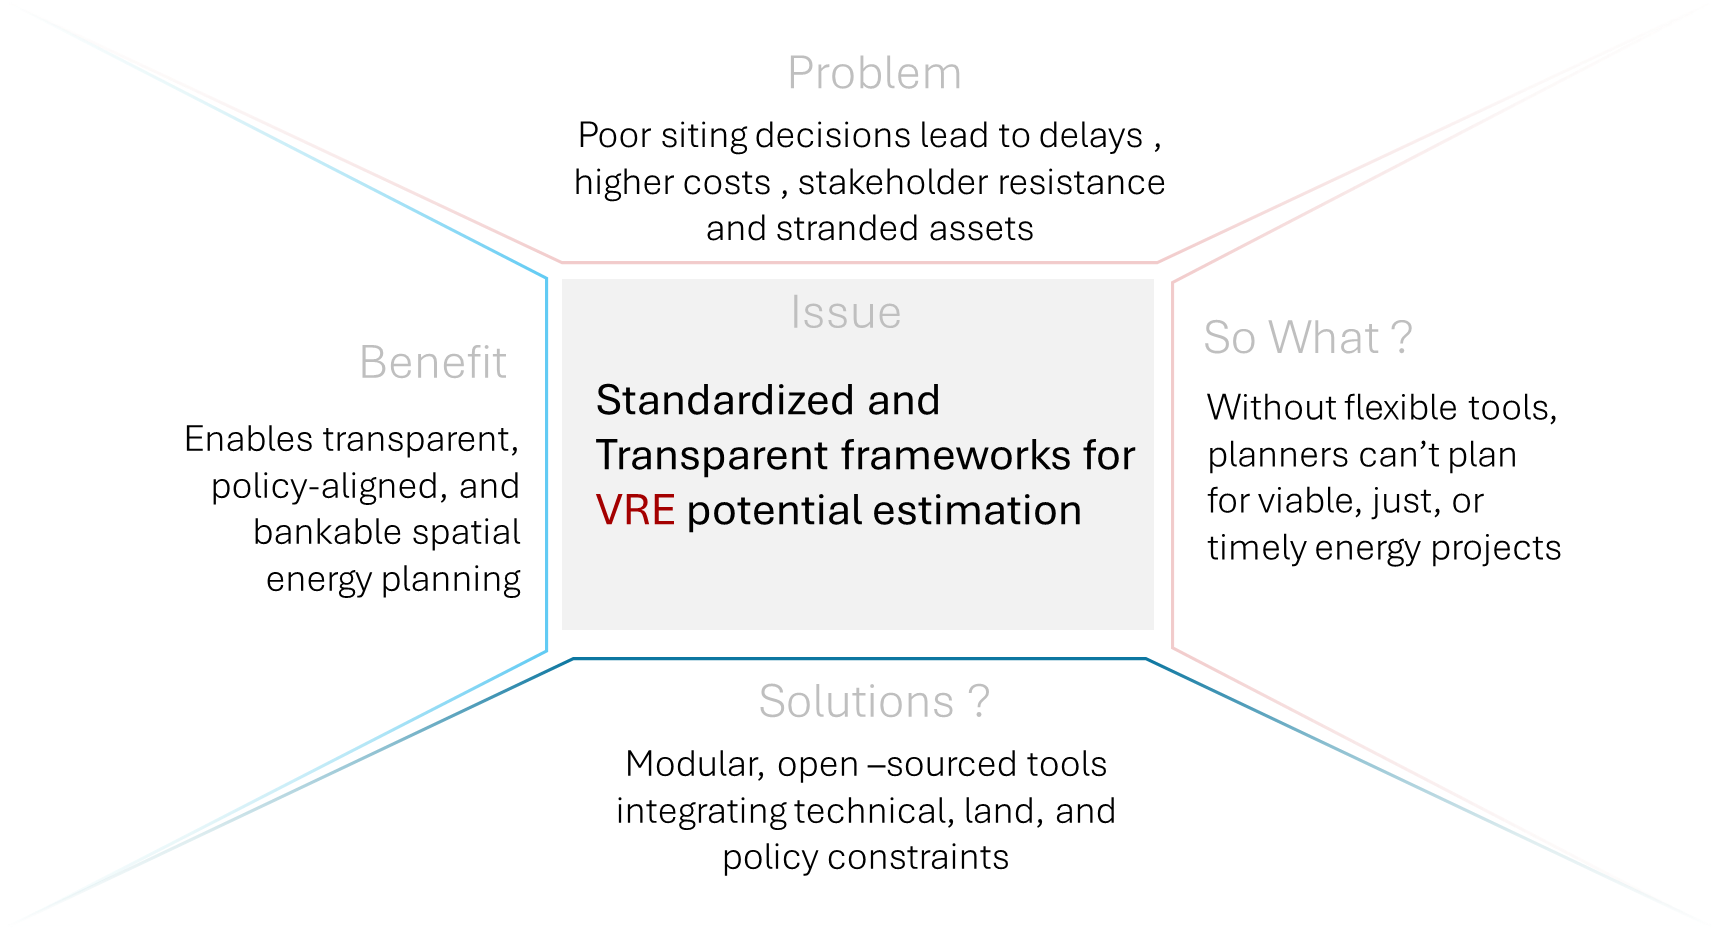 Problem
Poor siting decisions lead to delays ,
higher costs , stakeholder resistance
and stranded assets
Issue
Standardized and
Transparent frameworks for
VRE potential estimation
Benefit
Enables transparent,
policy-aligned, and
bankable spatial
energy planning
So What ?
Without flexible tools,
planners can’t plan
for viable, just, or
timely energy projects
Solutions ?
Modular, open –sourced tools
integrating technical, land, and
policy constraints